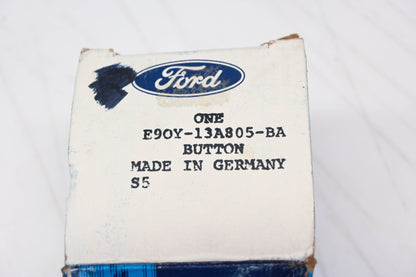 Ford
ONE
E9OY-13A805-BA
BUTTON
MADE IN GERMANY
S5